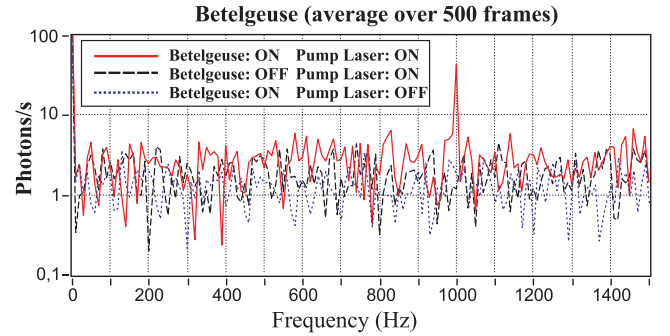 Betelgeuse (average over 500 frames)
Photons/s
100
10
1
0,1
Betelgeuse: ON Pump Laser: ON
Betelgeuse: OFF Pump Laser: ON
Betelgeuse: ON Pump Laser: OFF
0 200 400 600 800 1000 1200 1400
Frequency (Hz)